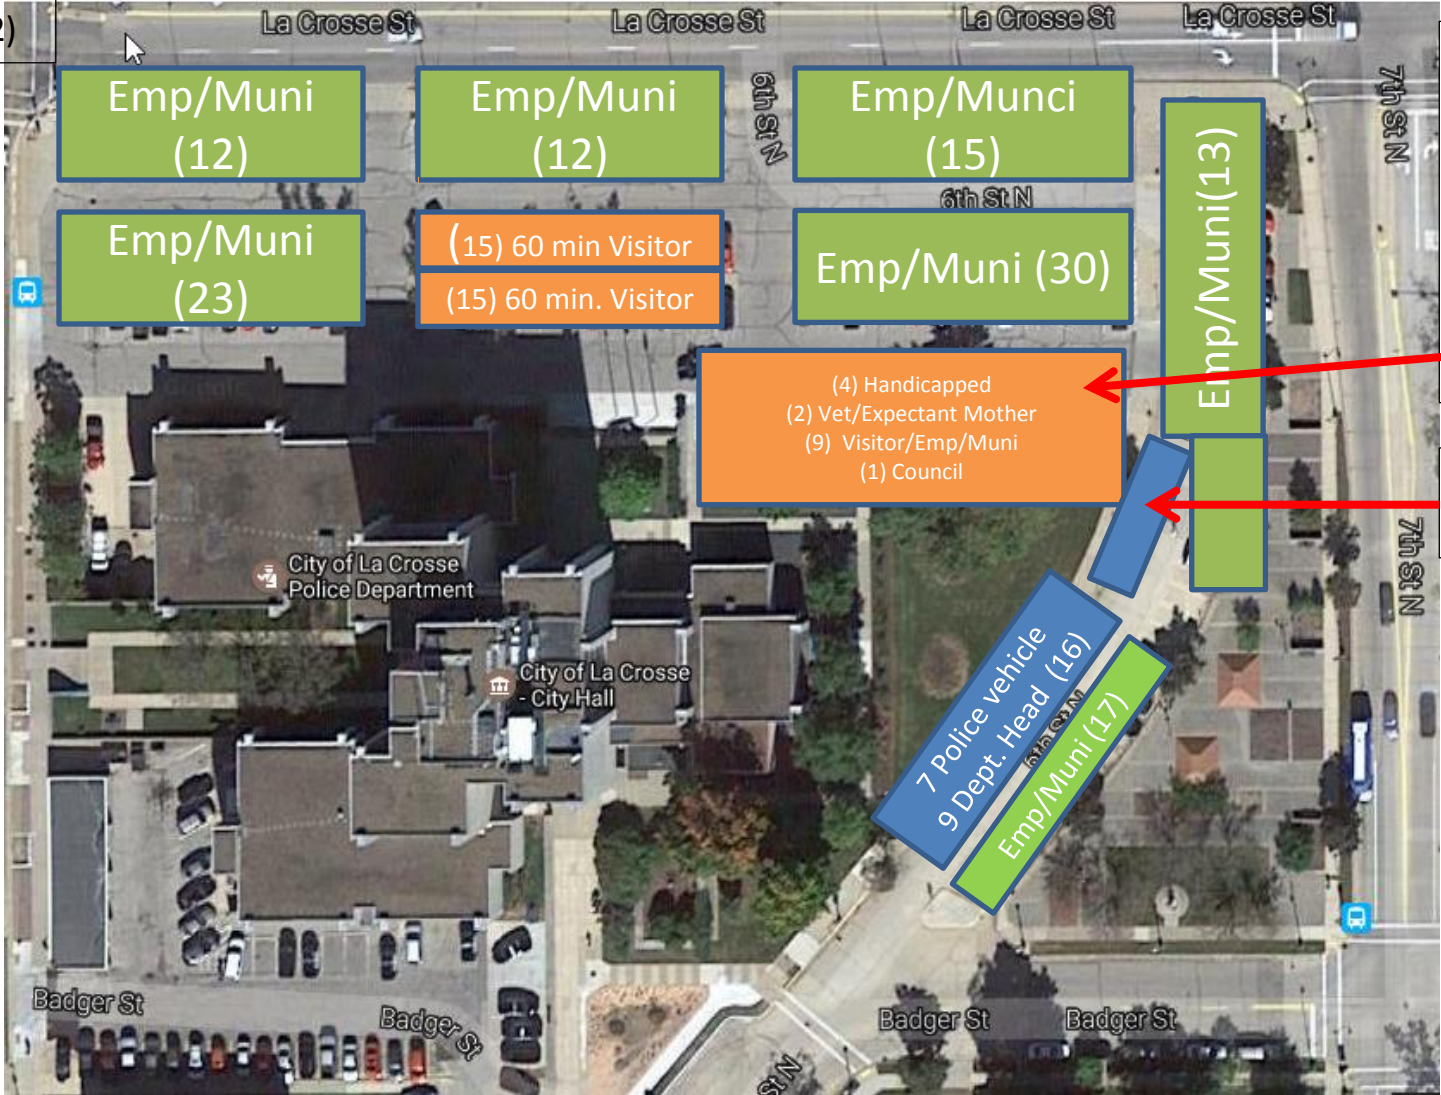 2)
La Crosse St
La Crosse St
La Crosse St
La Crosse St
Emp/Muni
(12)
Emp/Muni
(12)
6th St N
Emp/Munci
(15)
7th St N
Emp/Muni(13)
6th St N
Emp/Muni
(23)
(15) 60 min Visitor
(15) 60 min. Visitor
Emp/Muni (30)
(4) Handicapped
(2) Vet/Expectant Mother
(9) Visitor/Emp/Muni
(1) Council
7th St N
City of La Crosse
Police Department
City of La Crosse
- City Hall
7 Police vehicle
9 Dept. Head (16)
6th St N
Emp/Muni (17)
Badger St
Badger St
Badger St
Badger St
St N